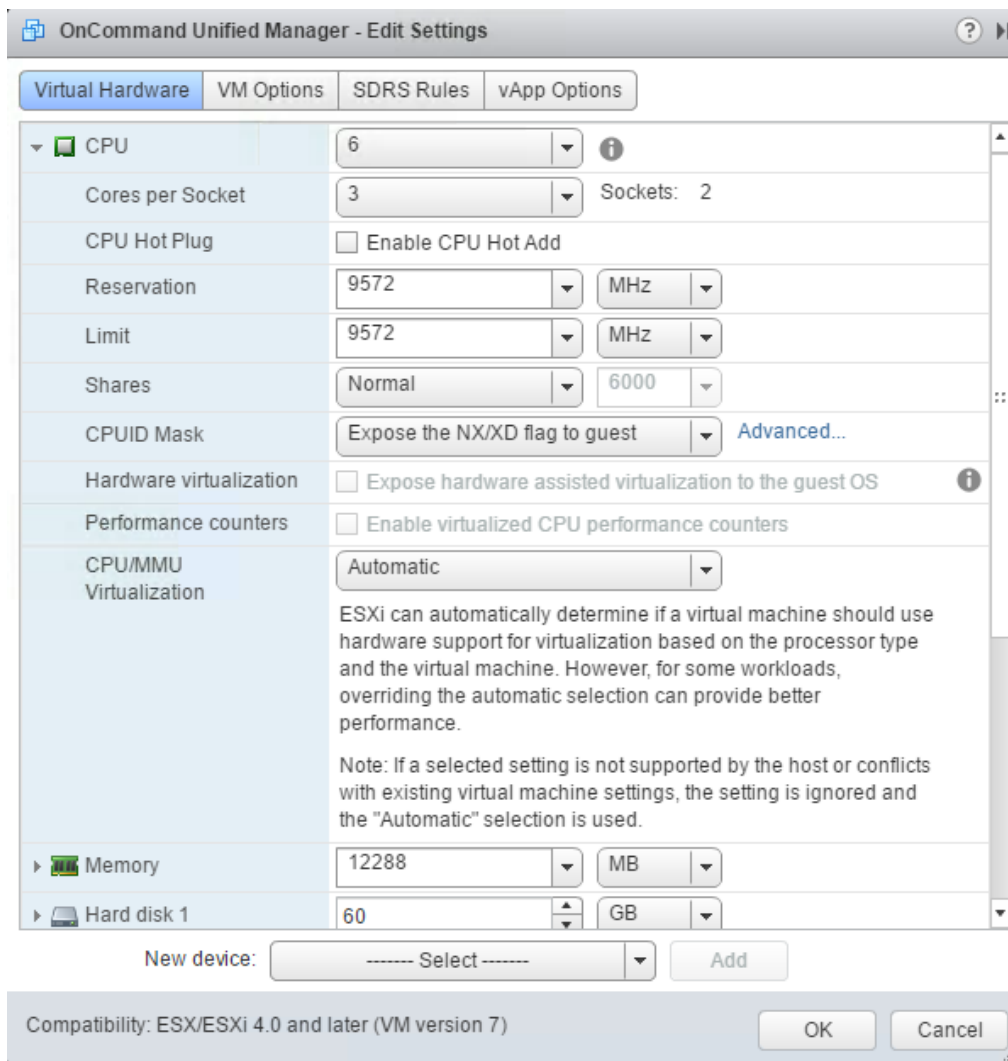 OnCommand Unified Manager - Edit Settings ?
Virtual Hardware VM Options SDRS Rules vApp Options
CPU 6
Cores per Socket 3 Sockets: 2
CPU Hot Plug Enable CPU Hot Add
Reservation 9572 MHz
Limit 9572 MHz
Shares Normal 6000
CPUID Mask Expose the NX/XD flag to guest Advanced...
Hardware virtualization Expose hardware assisted virtualization to the guest OS
Performance counters Enable virtualized CPU performance counters
CPU/MMU Automatic
Virtualization
ESXi can automatically determine if a virtual machine should use
hardware support for virtualization based on the processor type
and the virtual machine. However, for some workloads,
overriding the automatic selection can provide better
performance.
Note: If a selected setting is not supported by the host or conflicts
with existing virtual machine settings, the setting is ignored and
the "Automatic" selection is used.
Memory 12288 MB
Hard disk 1 60 GB
New device: ------- Select ------- Add
Compatibility: ESX/ESXi 4.0 and later (VM version 7) OK Cancel